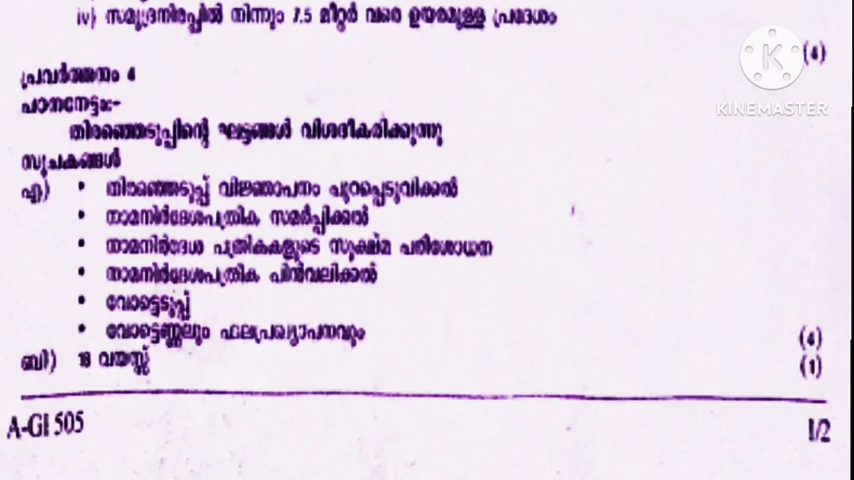 iv) സമുദ്രനിരപ്പിൽ നിന്നും 7.5 മീറ്റർ വരെ ഉയരമുള്ള പ്രദേശം
(4)
പ്രവർത്തനം 4
പഠനനേട്ടം:-
തിരഞ്ഞെടുപ്പിന്റെ ഘട്ടങ്ങൾ വിശദീകരിക്കുന്നു
സൂചകങ്ങൾ
എ) • തിരഞ്ഞെടുപ്പ് വിജ്ഞാപനം പുറപ്പെടുവിക്കൽ
• നാമനിർദേശപത്രിക സമർപ്പിക്കൽ
• നാമനിർദേശ പത്രികകളുടെ സൂക്ഷ്മ പരിശോധന
• നാമനിർദേശപത്രിക പിൻവലിക്കൽ
• വോട്ടെടുപ്പ്
• വോട്ടെണ്ണലും ഫലപ്രഖ്യാപനവും (4)
ബി) 18 വയസ്സ് (1)
A-GI 505 1/2
KINEMASTER